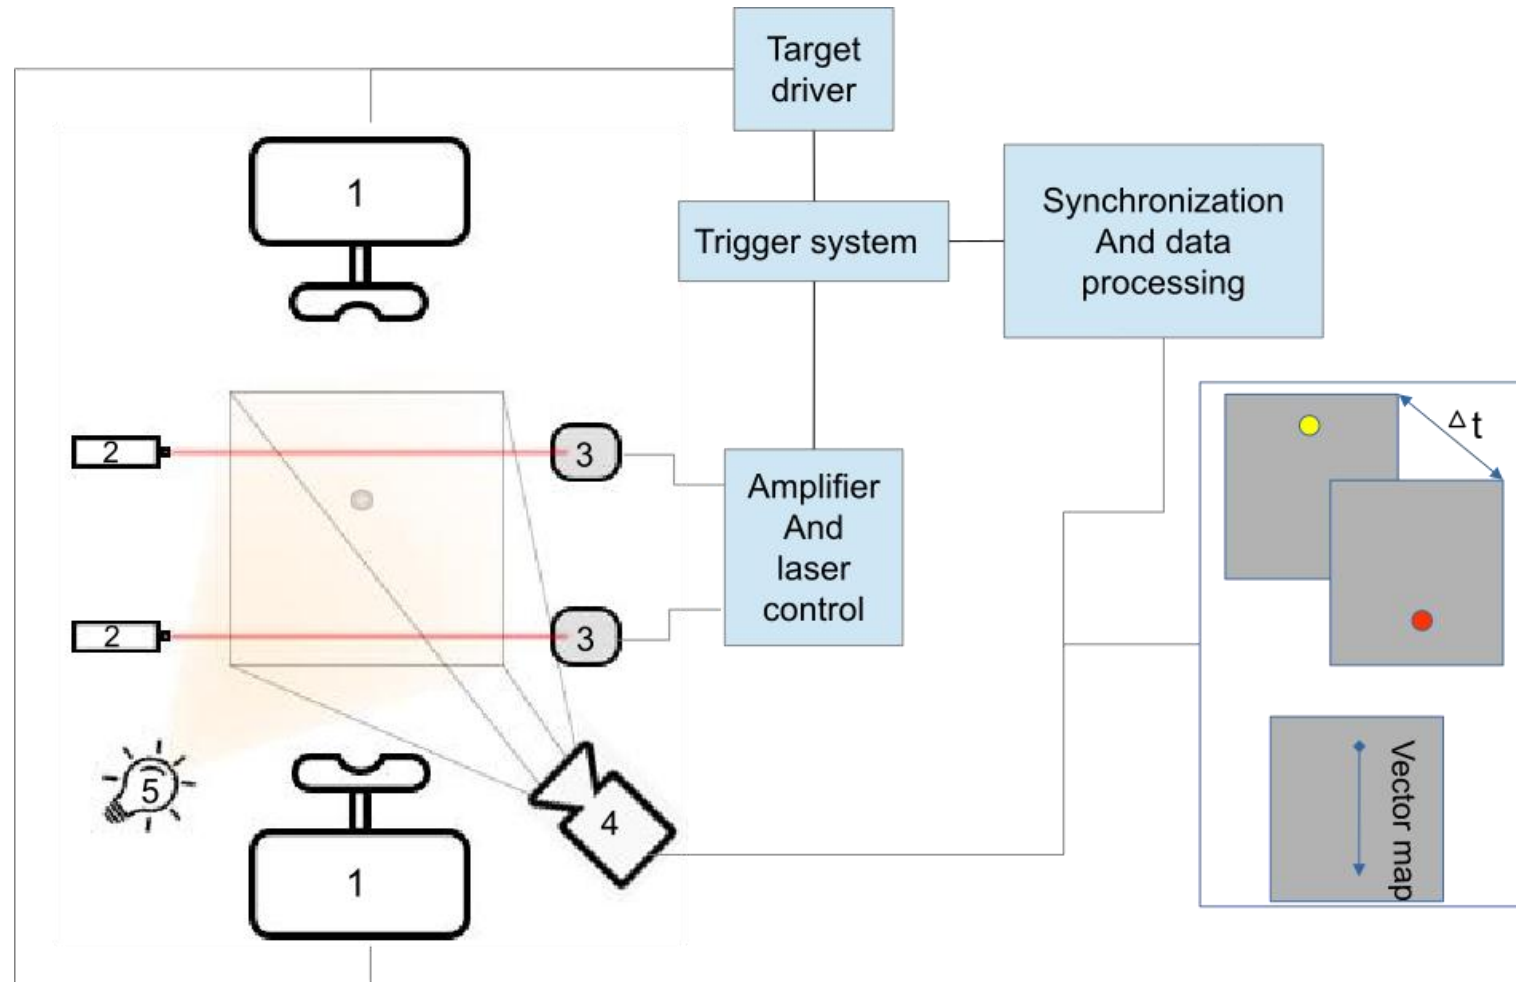 Target
driver
1
Trigger system
Synchronization
And data
processing
2
3
Amplifier
And
laser
control
Δ t
2
3
5
4
1
Vector map